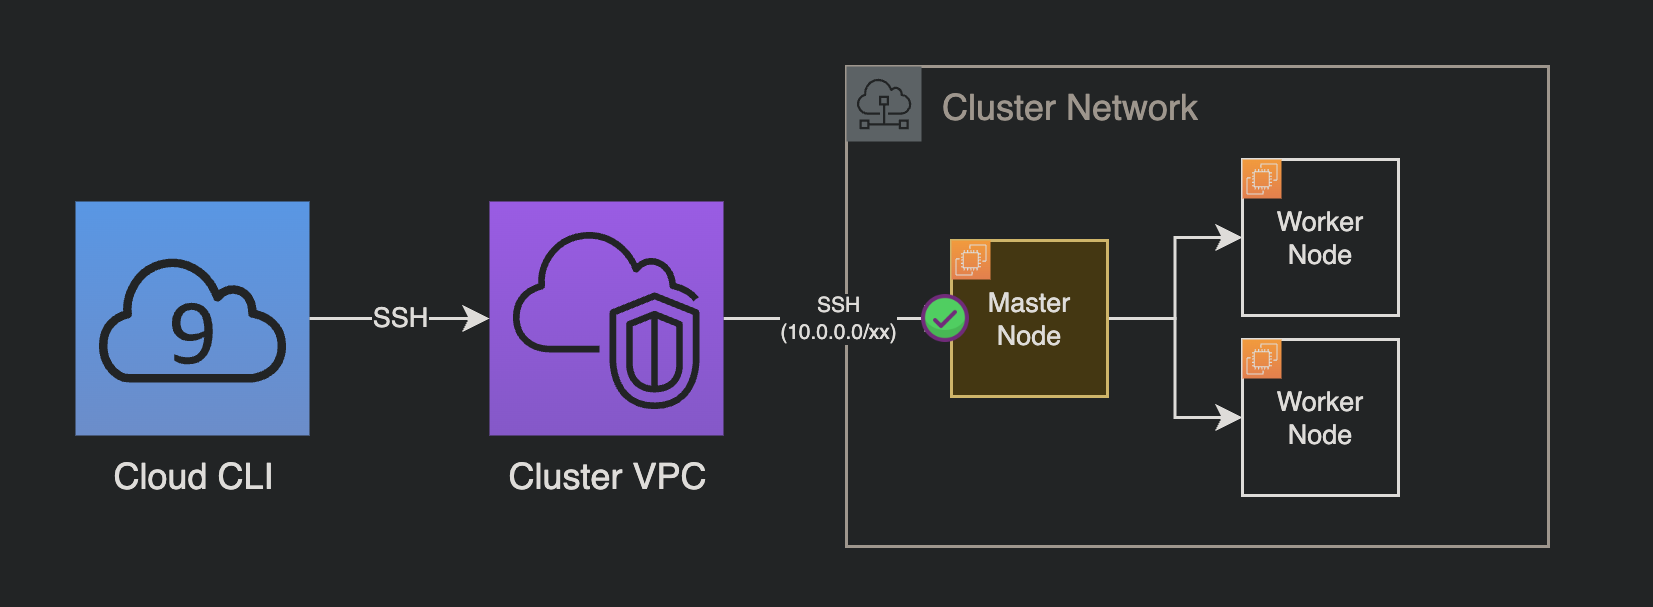 Cluster Network
9
Cloud CLI
SSH
Cluster VPC
SSH
(10.0.0.0/xx)
Master
Node
Worker
Node
Worker
Node